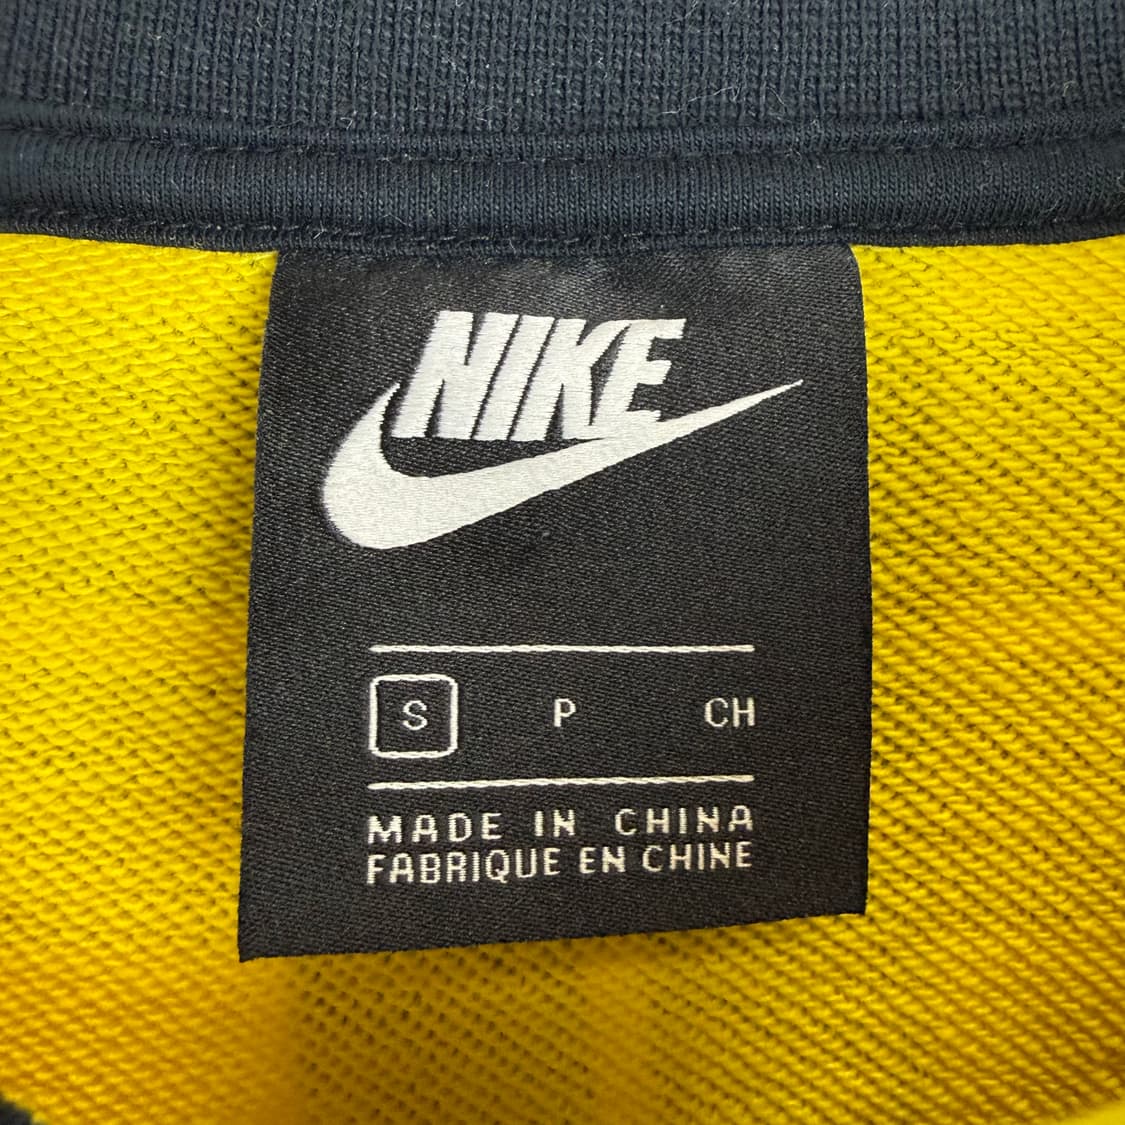 NIKE
S P CH
MADE IN CHINA
FABRIQUE EN CHINE